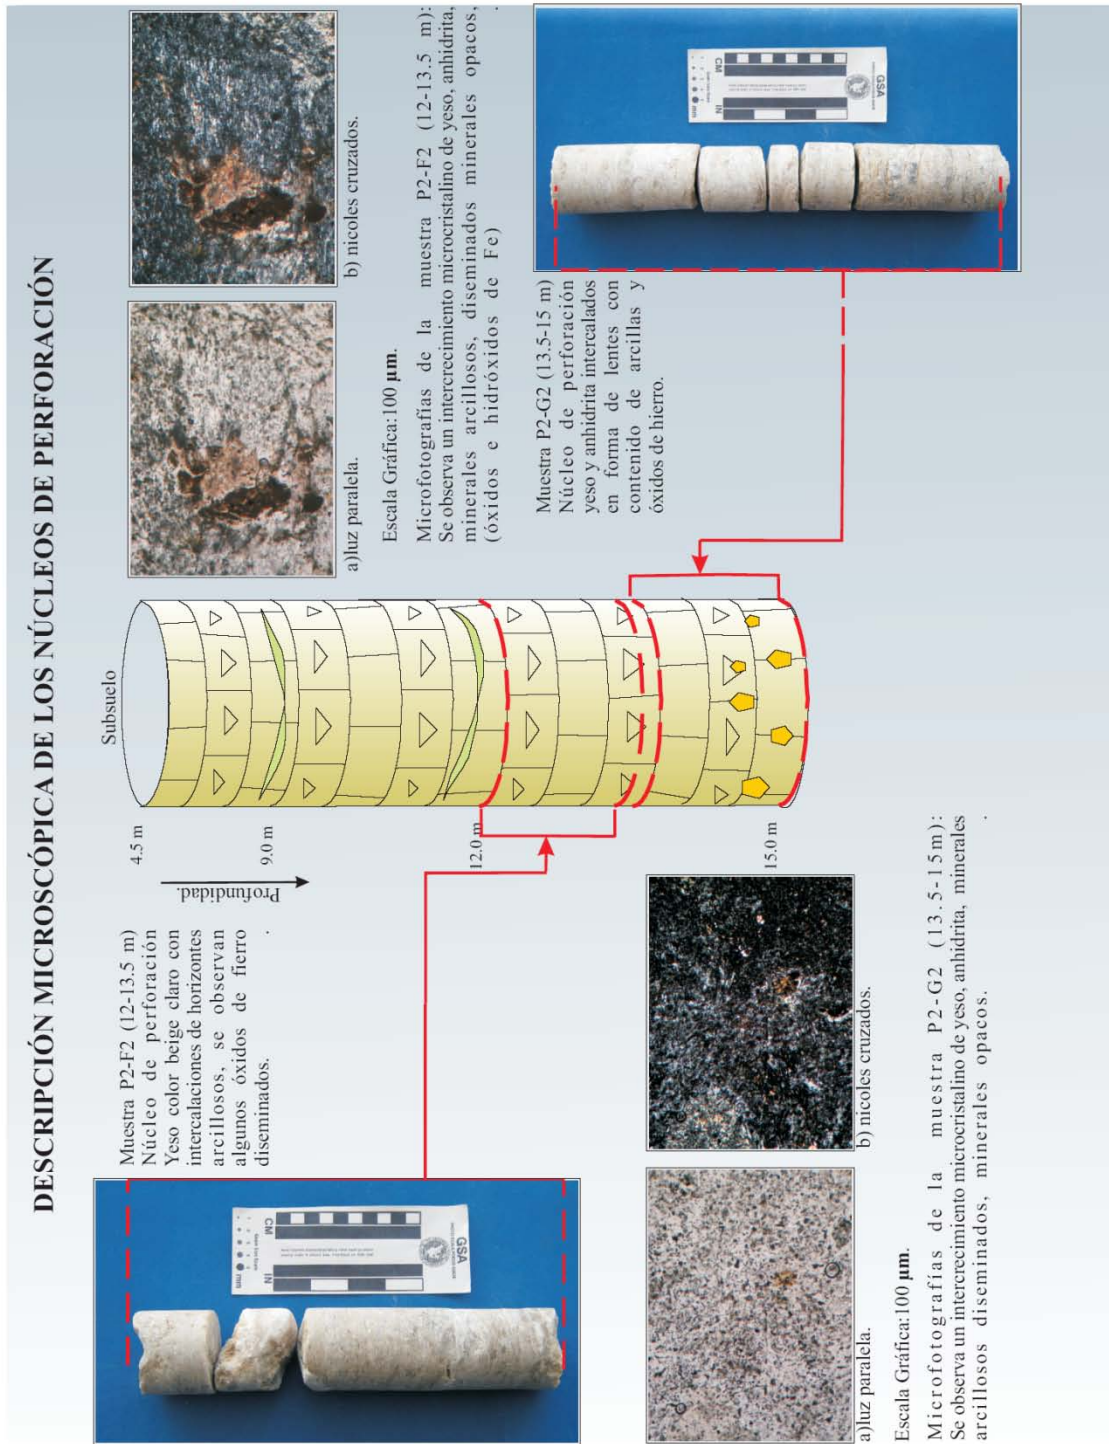 DESCRIPCIÓN MICROSCÓPICA DE LOS NÚCLEOS DE PERFORACIÓN
Muestra P2-F2 (12-13.5 m)
Núcleo de perforación
Yeso color beige claro con
intercalaciones de horizontes
arcillosos, se observan
algunos óxidos de fierro
diseminados.
.
IN
CM
mm
GSA
Profundidad.
Subsuelo
4.5 m
9.0 m
12.0 m
15.0 m
a)luz paralela.
b) nicoles cruzados.
Escala Gráfica:100 µm.
Microfotografías de la muestra P2-F2 (12-13.5 m):
Se observa un intercrecimiento microcristalino de yeso, anhidrita,
minerales arcillosos, diseminados minerales opacos,
(óxidos e hidróxidos de Fe)
.
a)luz paralela.
b) nicoles cruzados.
Escala Gráfica:100 µm.
Microfotografías de la muestra P2-G2 (13.5-15m):
Se observa un intercrecimiento microcristalino de yeso, anhidrita, minerales
arcillosos diseminados, minerales opacos.
.
Muestra P2-G2 (13.5-15 m)
Núcleo de perforación
yeso y anhidrita intercalados
en forma de lentes con
contenido de arcillas y
óxidos de hierro.
IN
CM
mm
GSA